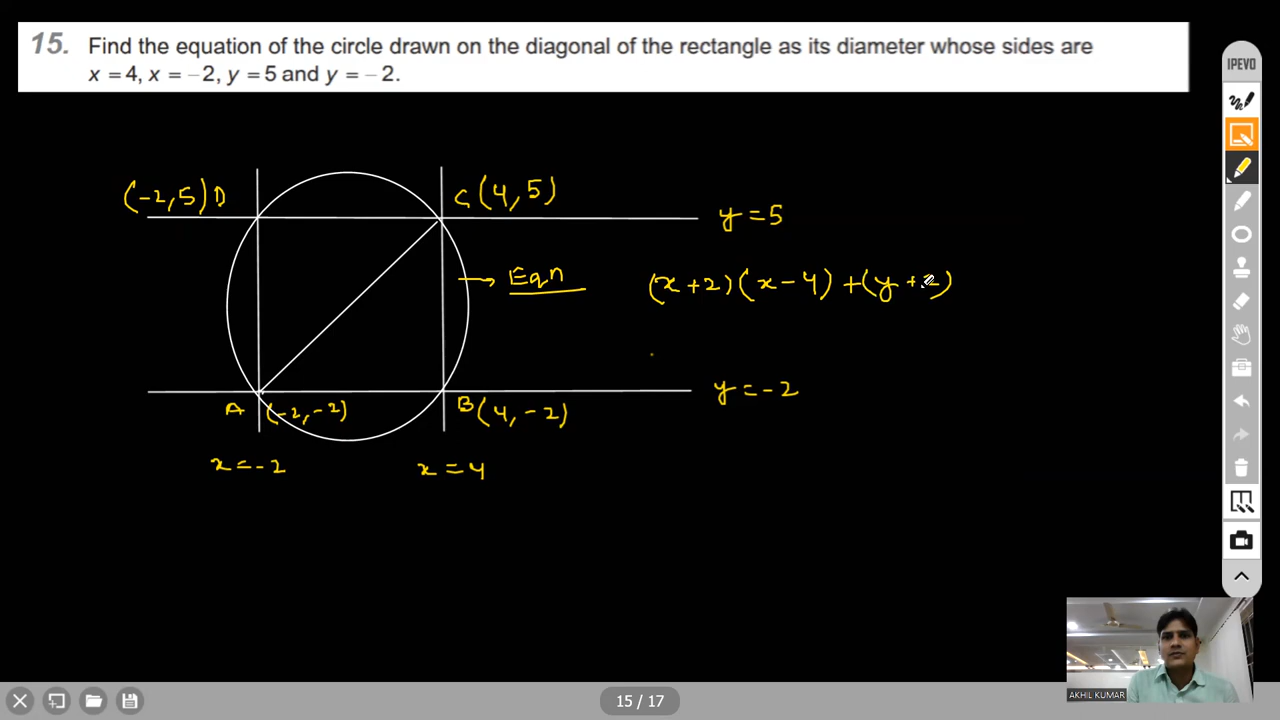 15. Find the equation of the circle drawn on the diagonal of the rectangle as its diameter whose sides are
x = 4, x = −2, y = 5 and y = −2.
IPEVO
(-2,5) D
C (4,5)
y = 5
→ Eqn
(x+2)(x-4)+(y+2)
y = -2
A (-2,-2)
B (4,-2)
x = -2
x = 4
AKHIL KUMAR
15 / 17